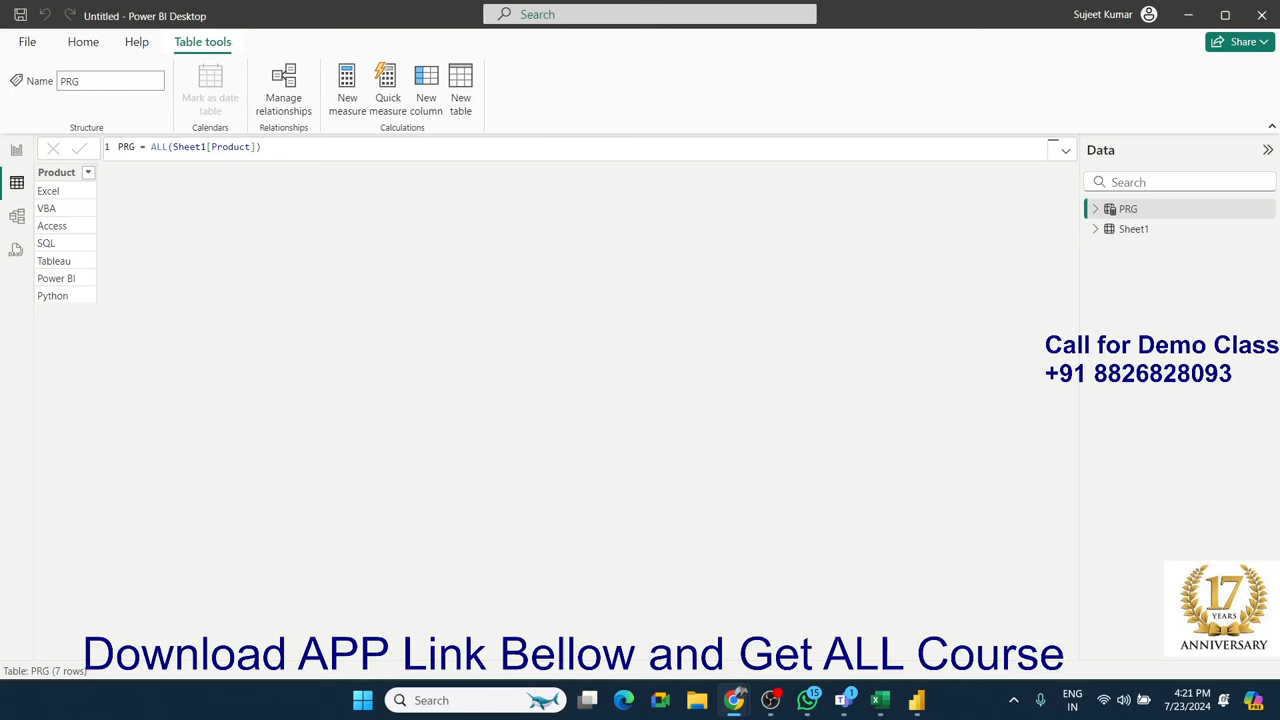 Untitled - Power BI Desktop
Search
Sujeet Kumar
File
Home
Help
Table tools
Share
Name
PRG
Mark as date
table
Manage
relationships
New
measure
Quick
measure
New
column
New
table
Structure
Calendars
Relationships
Calculations
1 PRG = ALL(Sheet1[Product])
Product
Excel
VBA
Access
SQL
Tableau
Power BI
Python
Data
Search
PRG
Sheet1
DAX
Call for Demo Class
+91 8826828093
17
YEARS
ANNIVERSARY
Download APP Link Bellow and Get ALL Course
Table: PRG (7 rows)
Search
15
1
ENG
IN
4:21 PM
7/23/2024
PRE